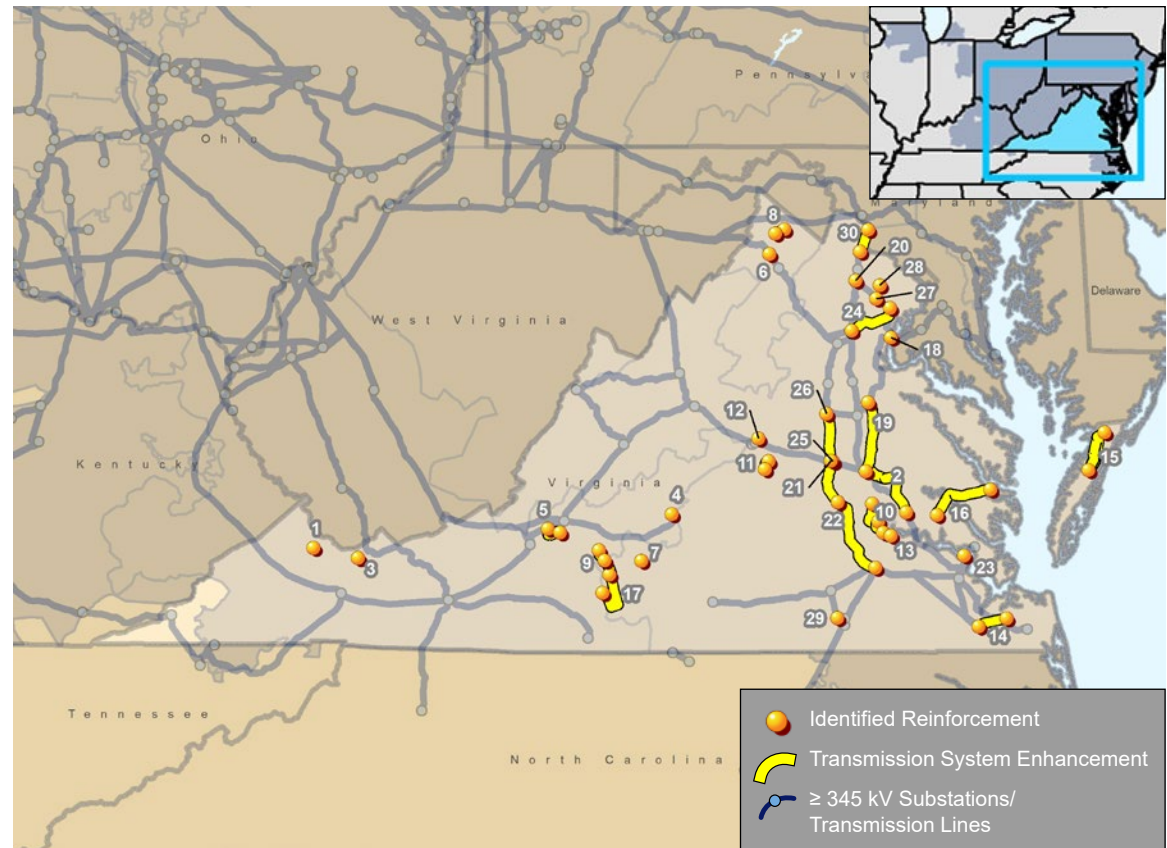 Pennsylva
Ohio
Maryland
8
30
20
6
28
27
Delaware
West Virginia
24
18
26
12
19
25
15
11
Kentucky
21
2
Virginia
4
22
10
16
5
1
13
3
9
7
23
17
29
14
Tennessee
North Carolina
Identified Reinforcement
Transmission System Enhancement
≥ 345 kV Substations/
Transmission Lines